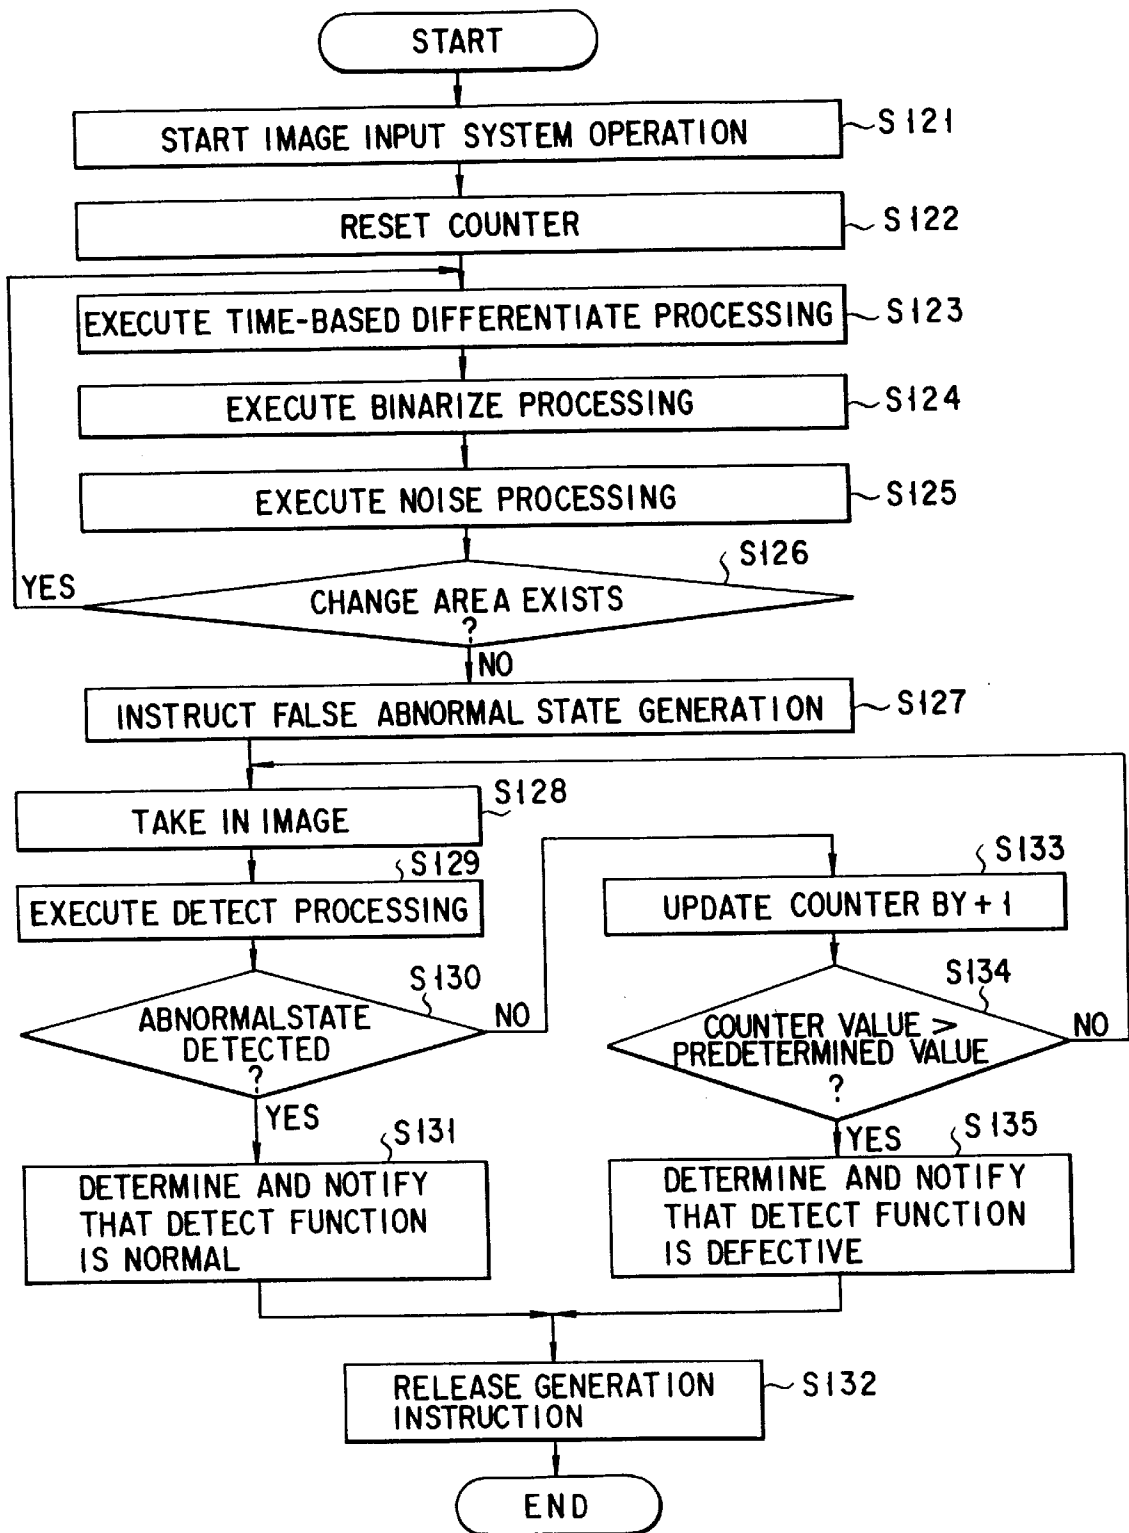 START
START IMAGE INPUT SYSTEM OPERATION
S121
RESET COUNTER
S122
EXECUTE TIME-BASED DIFFERENTIATE PROCESSING
S123
EXECUTE BINARIZE PROCESSING
S124
EXECUTE NOISE PROCESSING
S125
S126
YES
CHANGE AREA EXISTS
?
NO
INSTRUCT FALSE ABNORMAL STATE GENERATION
S127
S128
TAKE IN IMAGE
S129
EXECUTE DETECT PROCESSING
S130
ABNORMAL STATE
DETECTED
?
NO
YES
S131
DETERMINE AND NOTIFY
THAT DETECT FUNCTION
IS NORMAL
S133
UPDATE COUNTER BY + 1
S134
COUNTER VALUE >
PREDETERMINED VALUE
?
NO
YES
S135
DETERMINE AND NOTIFY
THAT DETECT FUNCTION
IS DEFECTIVE
RELEASE GENERATION
INSTRUCTION
S132
END